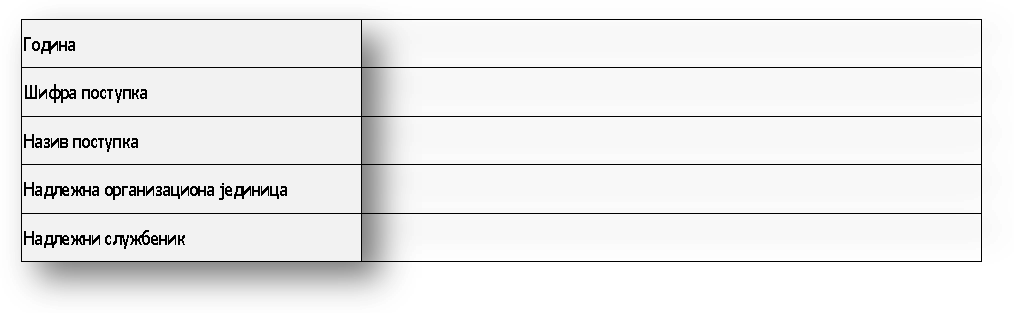 Година
Шифра поступка
Назив поступка
Надлежна организациона јединица
Надлежни службеник